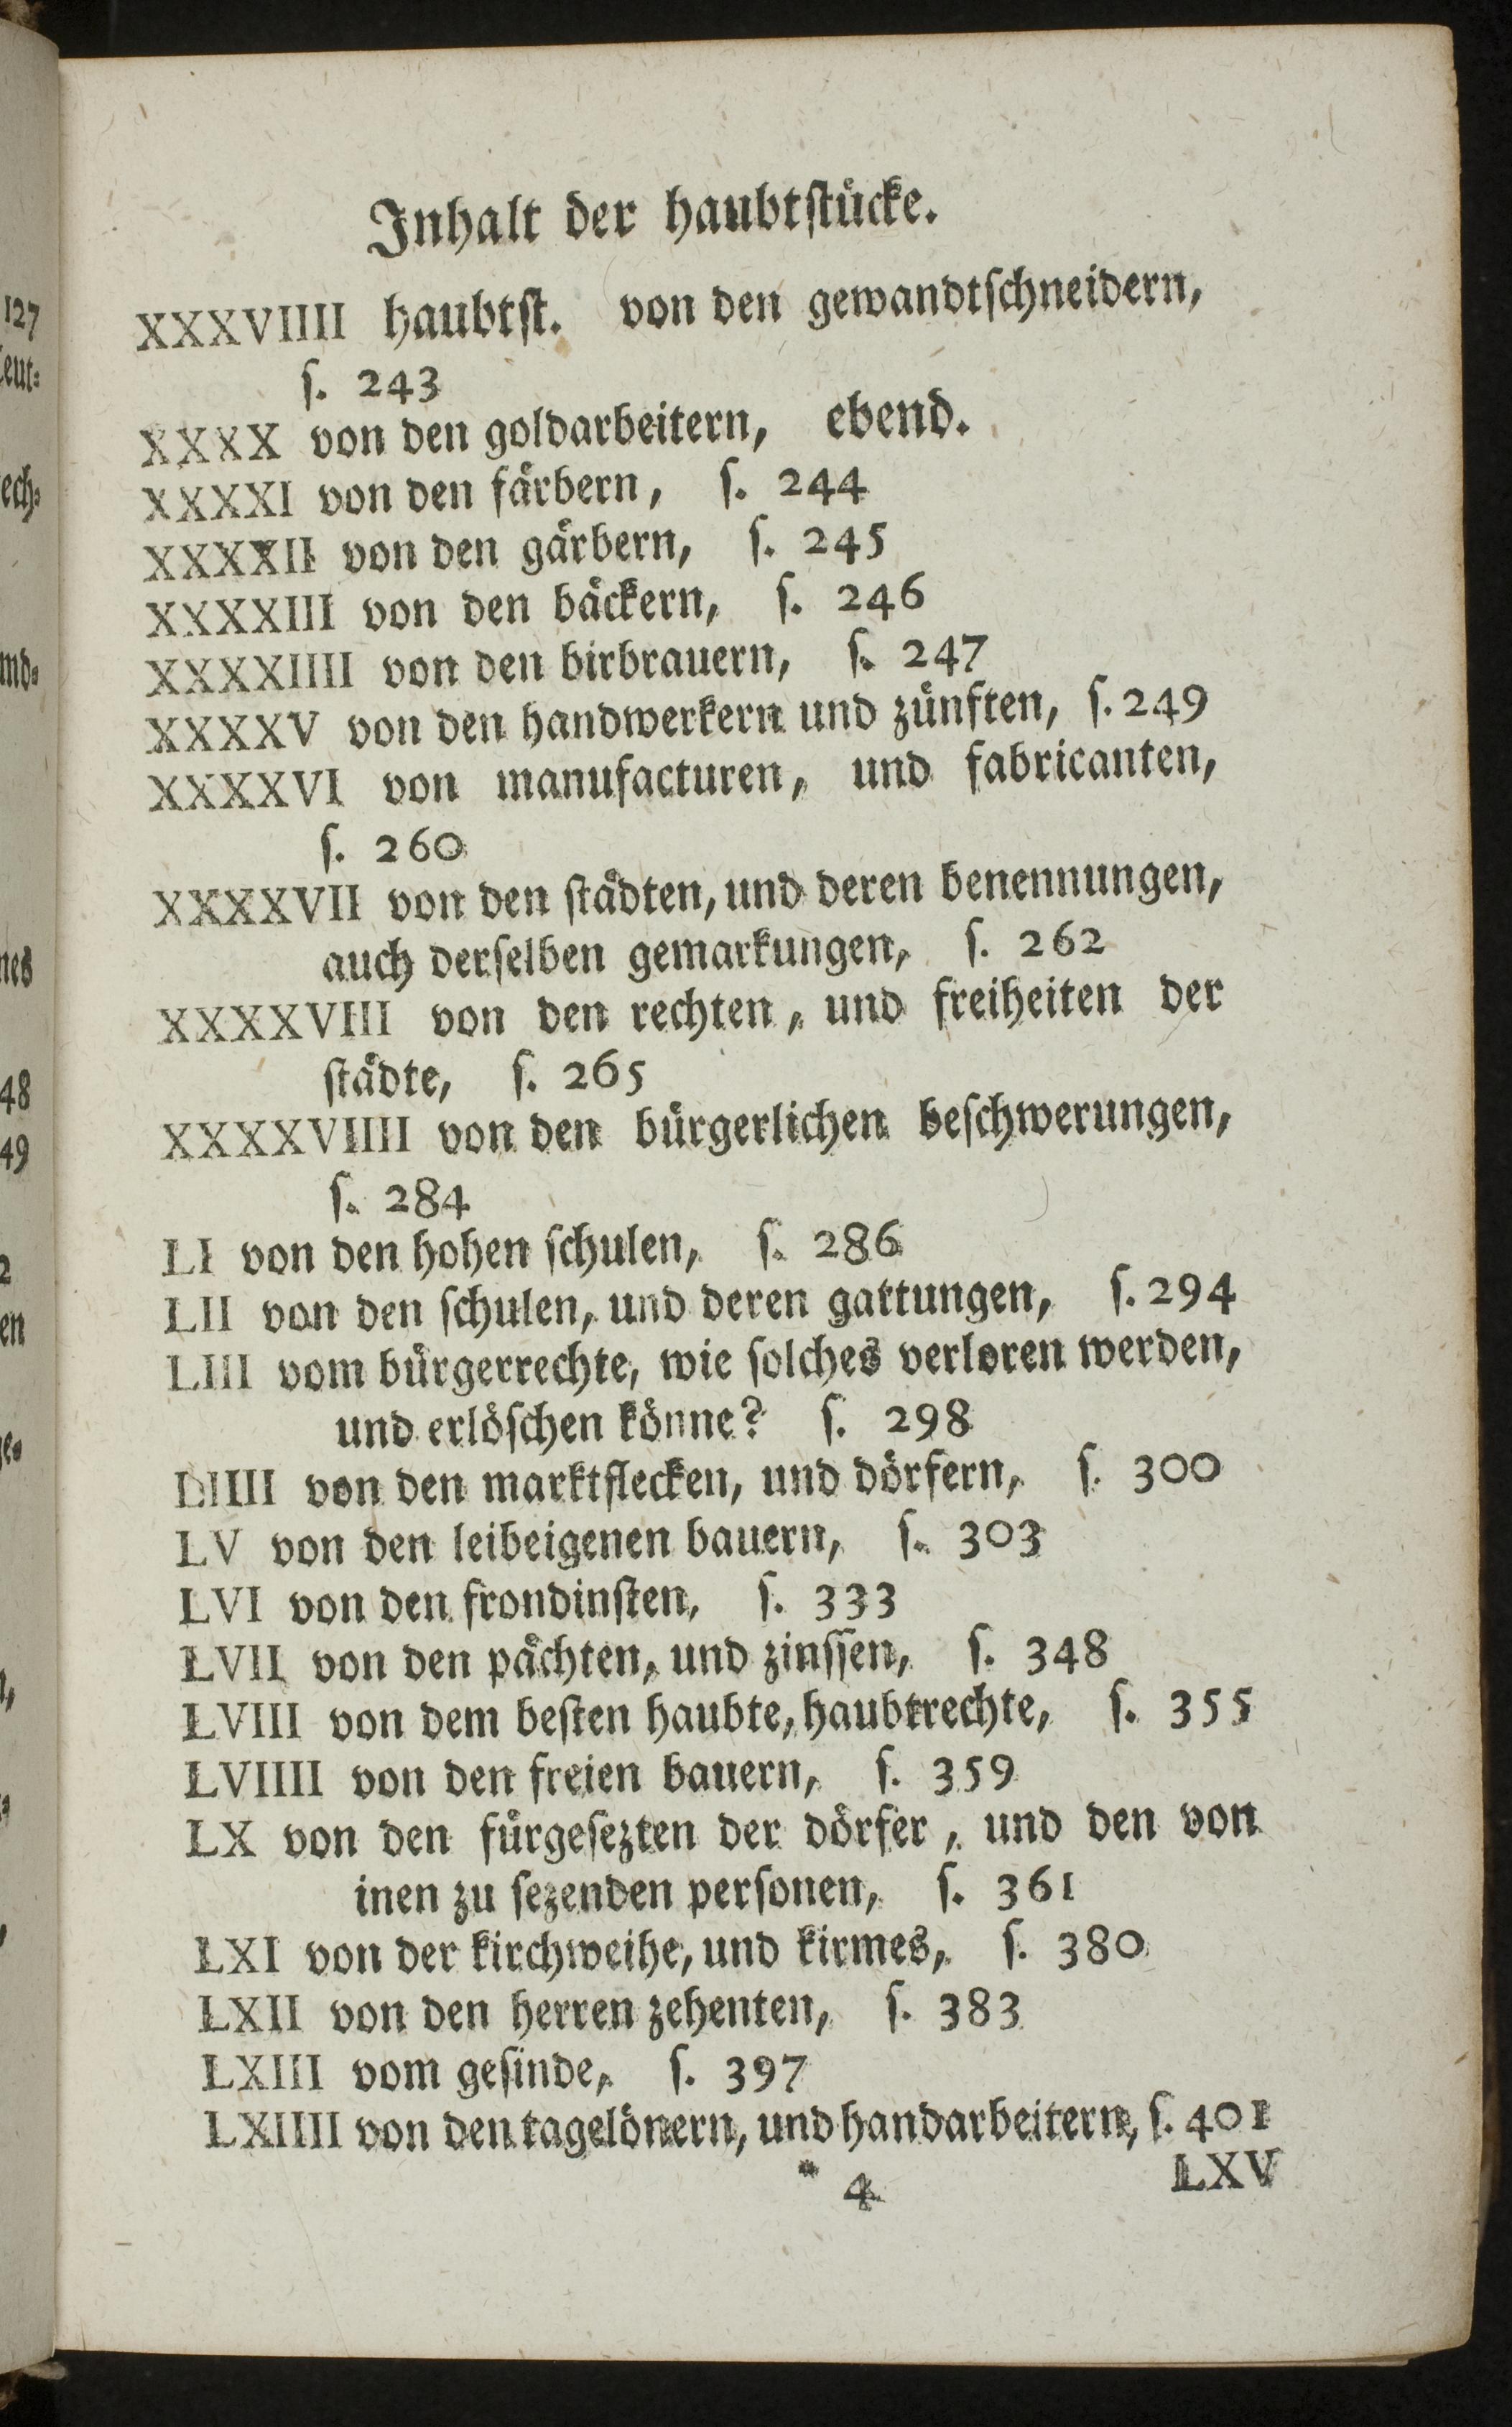 Inhalt der haubtſtücke.
XXXVIIII haubtſt. von den gewandtſchneidern,
ſ. 243
XXXX von den goldarbeitern, ebend.
XXXXI von den färbern, ſ. 244
XXXXII von den gärbern, ſ. 245
XXXXIII von den bäckern, ſ. 246
XXXXIIII von den birbrauern, ſ. 247
XXXXV von den handwerkern und zünften, ſ. 249
XXXXVI von manufacturen, und fabricanten,
ſ. 260
XXXXVII von den ſtädten, und deren benennungen,
auch derſelben gemarkungen, ſ. 262
XXXXVIII von den rechten, und freiheiten der
ſtädte, ſ. 265
XXXXVIIII von den bürgerlichen beſchwerungen,
ſ. 284
LI von den hohen ſchulen, ſ. 286
LII von den ſchulen, und deren gattungen, ſ. 294
LIII vom bürgerrechte, wie ſolches verloren werden,
und erlöſchen könne? ſ. 298
LIIII von den marktflecken, und dörfern, ſ. 300
LV von den leibeigenen bauern, ſ. 303
LVI von den frondinſten, ſ. 333
LVII von den pächten, und zinsſen, ſ. 348
LVIII von dem beſten haubte, haubtrechte, ſ. 355
LVIIII von den freien bauern, ſ. 359
LX von den fürgeſezten der dörfer, und den von
inen zu ſezenden perſonen, ſ. 361
LXI von der kirchweihe, und kirmes, ſ. 380
LXII von den herren zehenten, ſ. 383
LXIII vom geſinde, ſ. 397
LXIIII von den tagelönern, und handarbeitern, ſ. 401
* 4 LXV